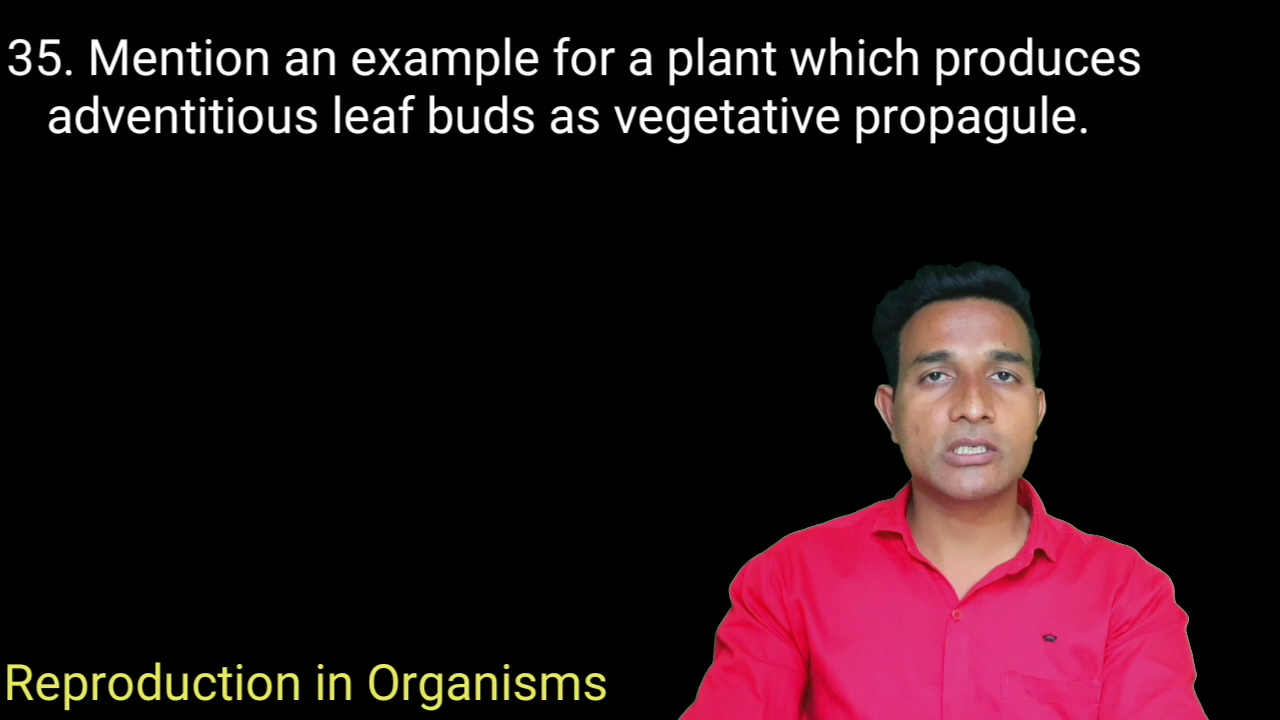 35. Mention an example for a plant which produces
adventitious leaf buds as vegetative propagule.
Reproduction in Organisms